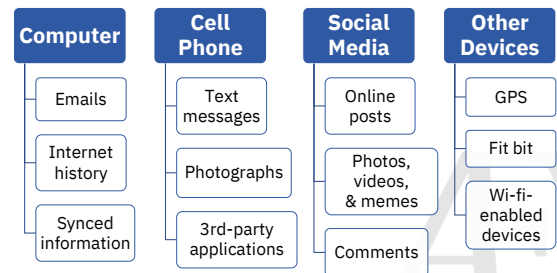 Computer
Emails
Internet
history
Synced
information
Cell
Phone
Text
messages
Photographs
3rd-party
applications
Social
Media
Online
posts
Photos,
videos,
& memes
Comments
Other
Devices
GPS
Fit bit
Wi-fi-
enabled
devices